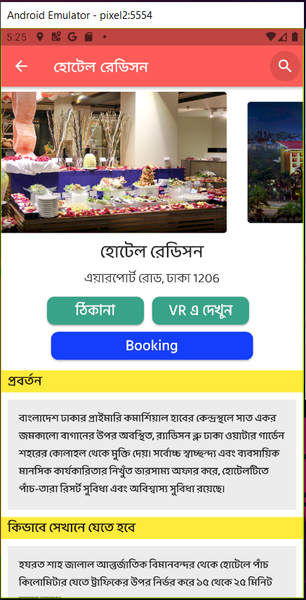 Android Emulator - pixel2:5554
5:25
হোটেল রেডিসন
হোটেল রেডিসন
এয়ারপোর্ট রোড, ঢাকা 1206
ঠিকানা
VR এ দেখুন
Booking
প্রবর্তন
বাংলাদেশ ঢাকার প্রাইমারি কমার্শিয়াল হাবের কেন্দ্রস্থলে সাত একর
জমকালো বাগানের উপর অবস্থিত, র‌্যাডিসন ব্লু ঢাকা ওয়াটার গার্ডেন
শহরের কোলাহল থেকে মুক্তি দেয়। সর্বোচ্চ স্বাচ্ছন্দ্য এবং ব্যবসায়িক
মানসিক কার্যকারিতার নিখুঁত ভারসাম্য অফার করে, হোটেলটিতে
পাঁচ-তারা রিসর্ট সুবিধা এবং অবিশ্বাস্য সুবিধা রয়েছে।
কিভাবে সেখানে যেতে হবে
হযরত শাহ জালাল আন্তর্জাতিক বিমানবন্দর থেকে হোটেলে পাঁচ
কিলোমিটার যেতে ট্রাফিকের উপর নির্ভর করে ১৫ থেকে ২৫ মিনিট